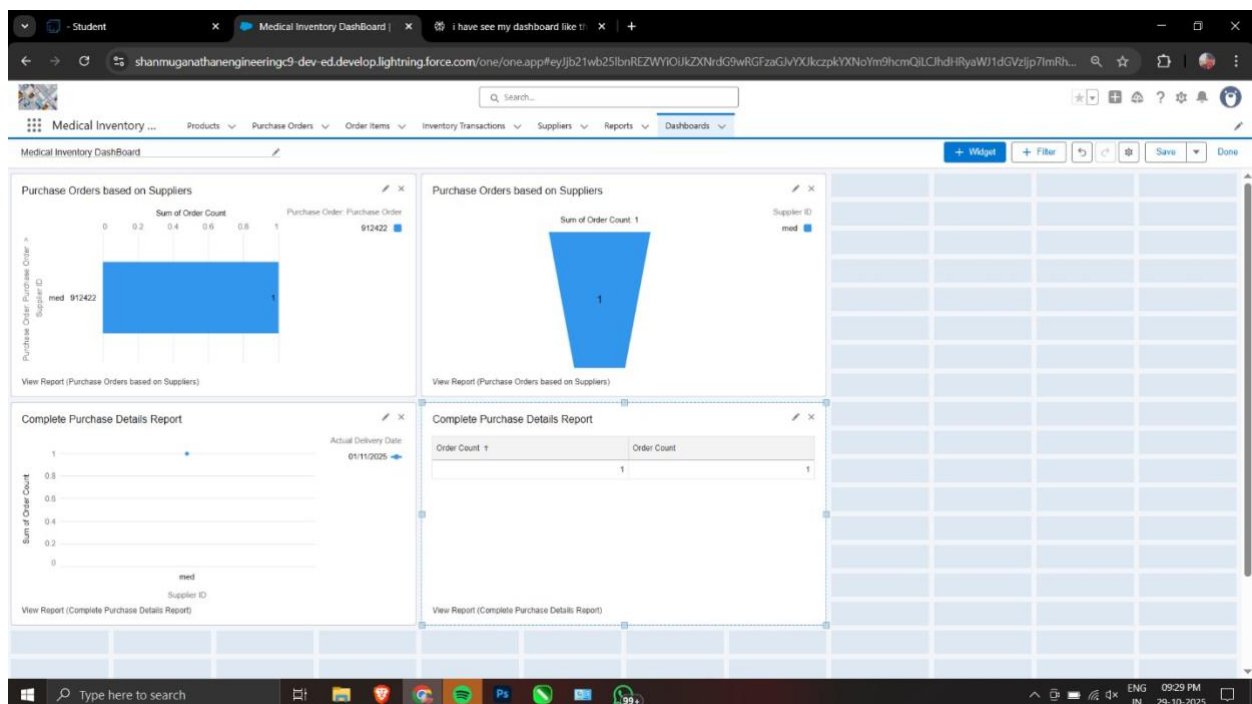 - Student
Medical Inventory DashBoard |
i have see my dashboard like th
shanmuganathanengineeringc9-dev-ed.develop.lightning.force.com/one/one.app#
Search...
Medical Inventory ...
Products
Purchase Orders
Order Items
Inventory Transactions
Suppliers
Reports
Dashboards
Medical Inventory DashBoard
+ Widget
+ Filter
Save
Done
Purchase Orders based on Suppliers
Sum of Order Count
0 0.2 0.4 0.6 0.8 1
Purchase Order: Purchase Order
912422
Purchase Order: Purchase Order >
Supplier ID
med 912422
1
View Report (Purchase Orders based on Suppliers)
Purchase Orders based on Suppliers
Sum of Order Count 1
Supplier ID
med
1
View Report (Purchase Orders based on Suppliers)
Complete Purchase Details Report
Actual Delivery Date
01/11/2025
Sum of Order Count
1
0.8
0.6
0.4
0.2
0
med
Supplier ID
View Report (Complete Purchase Details Report)
Complete Purchase Details Report
Order Count ↑ Order Count
1 1
View Report (Complete Purchase Details Report)
Type here to search
Ps
99+
ENG
IN
09:29 PM
29-10-2025